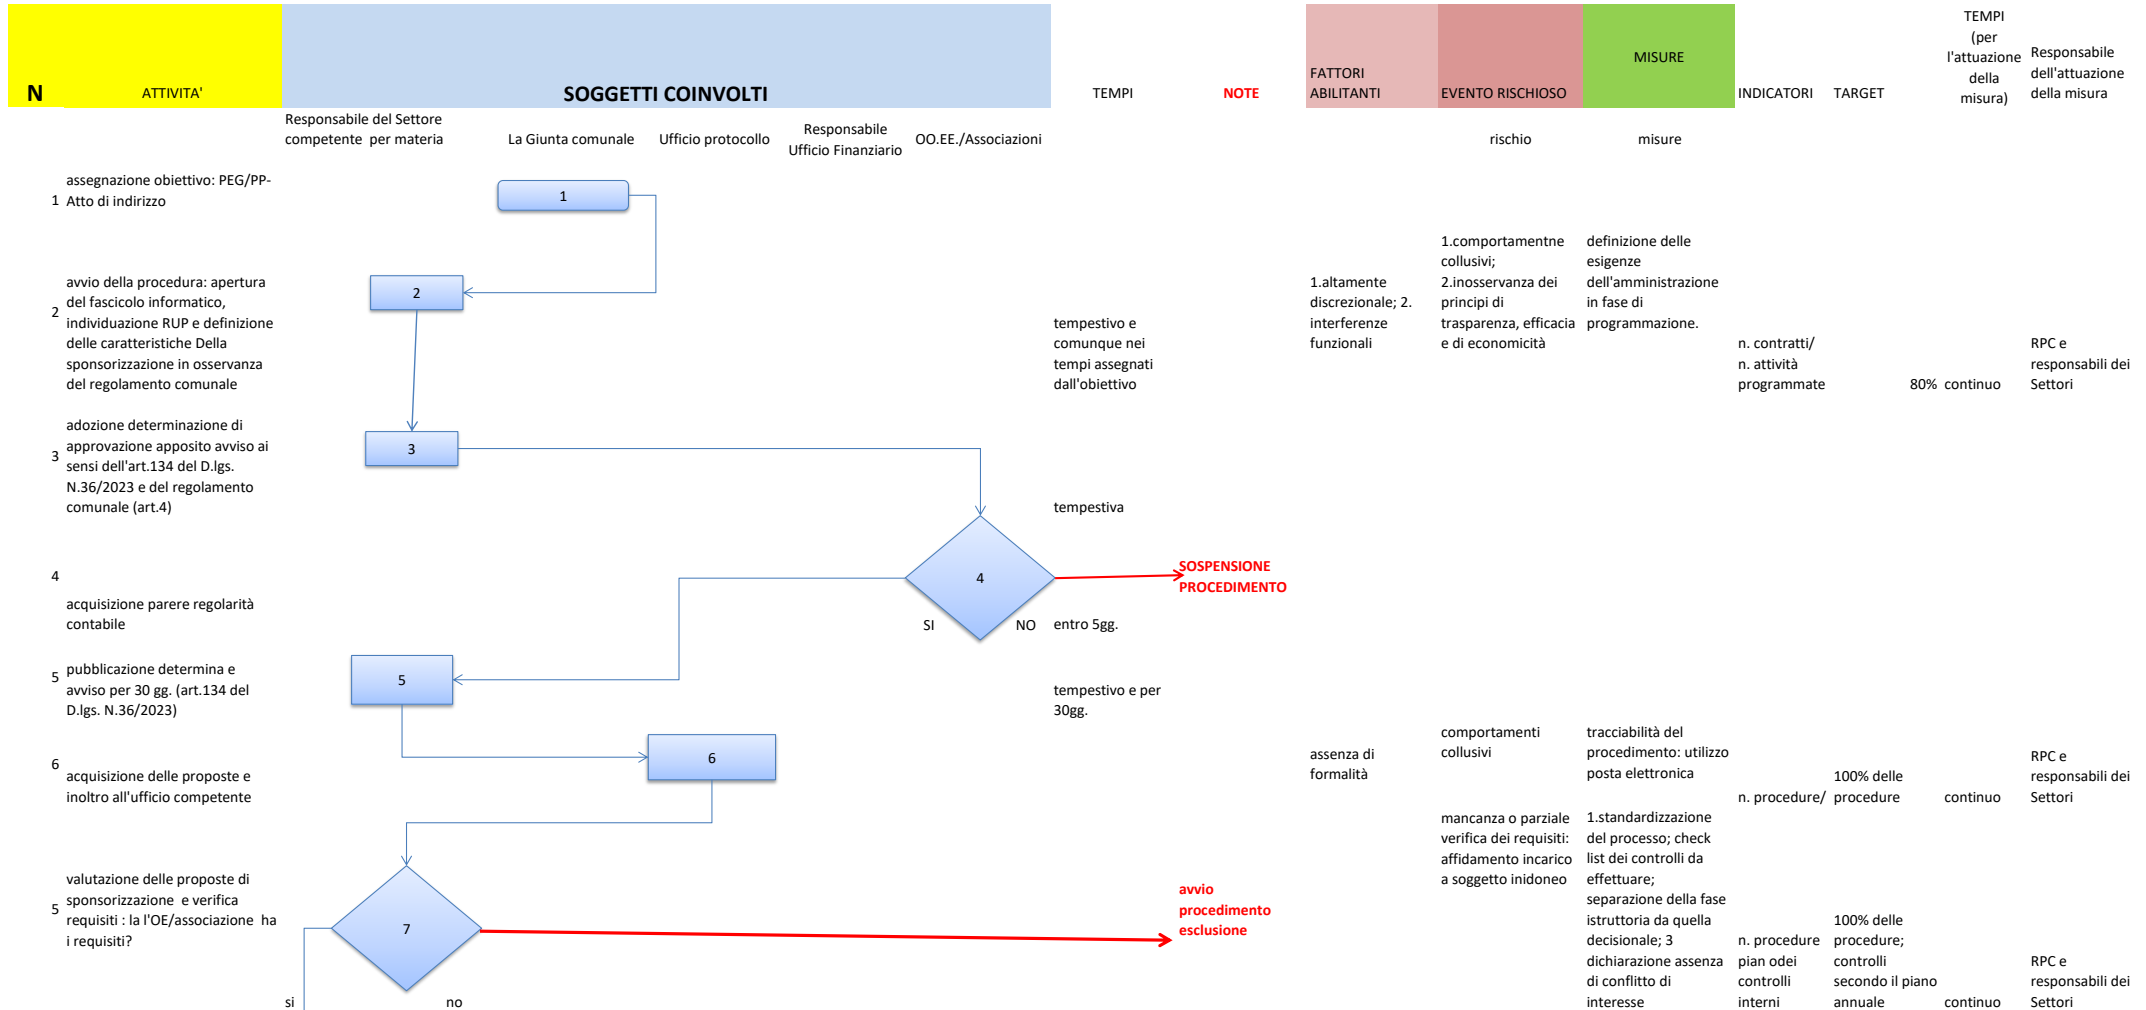 N
ATTIVITA'
SOGGETTI COINVOLTI
TEMPI
NOTE
FATTORI
ABILITANTI
EVENTO RISCHIOSO
MISURE
INDICATORI
TARGET
TEMPI
(per
l'attuazione
della
misura)
Responsabile
dell'attuazione
della misura
Responsabile del Settore
competente per materia
La Giunta comunale
Ufficio protocollo
Responsabile
Ufficio Finanziario
OO.EE./Associazioni
rischio
misure
1
assegnazione obiettivo: PEG/PP-
Atto di indirizzo
1
2
avvio della procedura: apertura
del fascicolo informatico,
individuazione RUP e definizione
delle caratteristiche Della
sponsorizzazione in osservanza
del regolamento comunale
2
tempestivo e
comunque nei
tempi assegnati
dall'obiettivo
1.altamente
discrezionale; 2.
interferenze
funzionali
1.comportamentne
collusivi;
2.inosservanza dei
principi di
trasparenza, efficacia
e di economicità
definizione delle
esigenze
dell'amministrazione
in fase di
programmazione.
n. contratti/
n. attività
programmate
80%
continuo
RPC e
responsabili dei
Settori
3
adozione determinazione di
approvazione apposito avviso ai
sensi dell'art.134 del D.lgs.
N.36/2023 e del regolamento
comunale (art.4)
3
tempestiva
4
acquisizione parere regolarità
contabile
4
SI
NO
entro 5gg.
SOSPENSIONE
PROCEDIMENTO
5
pubblicazione determina e
avviso per 30 gg. (art.134 del
D.lgs. N.36/2023)
5
tempestivo e per
30gg.
6
acquisizione delle proposte e
inoltro all'ufficio competente
6
assenza di
formalità
comportamenti
collusivi
tracciabilità del
procedimento: utilizzo
posta elettronica
n. procedure/
100% delle
procedure
continuo
RPC e
responsabili dei
Settori
5
valutazione delle proposte di
sponsorizzazione e verifica
requisiti : la l'OE/associazione ha
i requisiti?
7
si
no
avvio
procedimento
esclusione
mancanza o parziale
verifica dei requisiti:
affidamento incarico
a soggetto inidoneo
1.standardizzazione
del processo; check
list dei controlli da
effettuare;
separazione della fase
istruttoria da quella
decisionale; 3
dichiarazione assenza
di conflitto di
interesse
n. procedure
pian odei
controlli
interni
100% delle
procedure;
controlli
secondo il piano
annuale
continuo
RPC e
responsabili dei
Settori